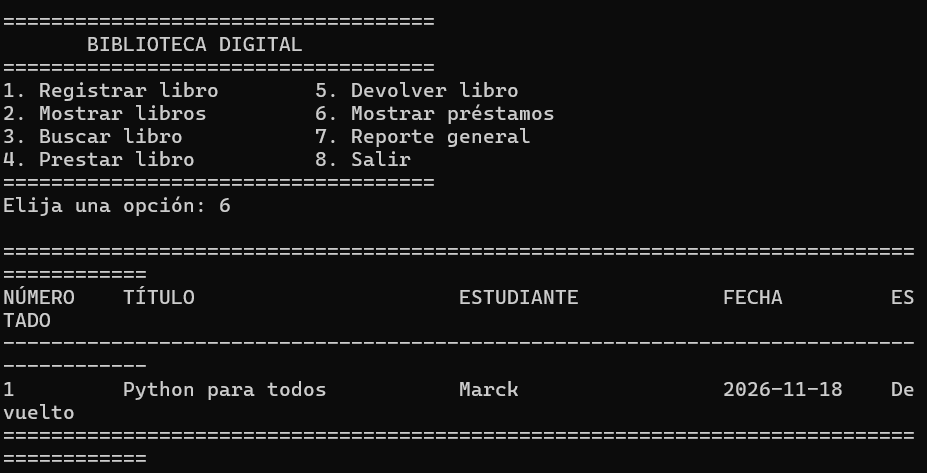 ====================================
       BIBLIOTECA DIGITAL
====================================
1. Registrar libro        5. Devolver libro
2. Mostrar libros         6. Mostrar préstamos
3. Buscar libro           7. Reporte general
4. Prestar libro          8. Salir
====================================
Elija una opción: 6

============================================================================
============
NÚMERO    TÍTULO                      ESTUDIANTE            FECHA         ES
TADO
----------------------------------------------------------------------------
------------
1         Python para todos           Marck                 2026-11-18    De
vuelto
============================================================================
============